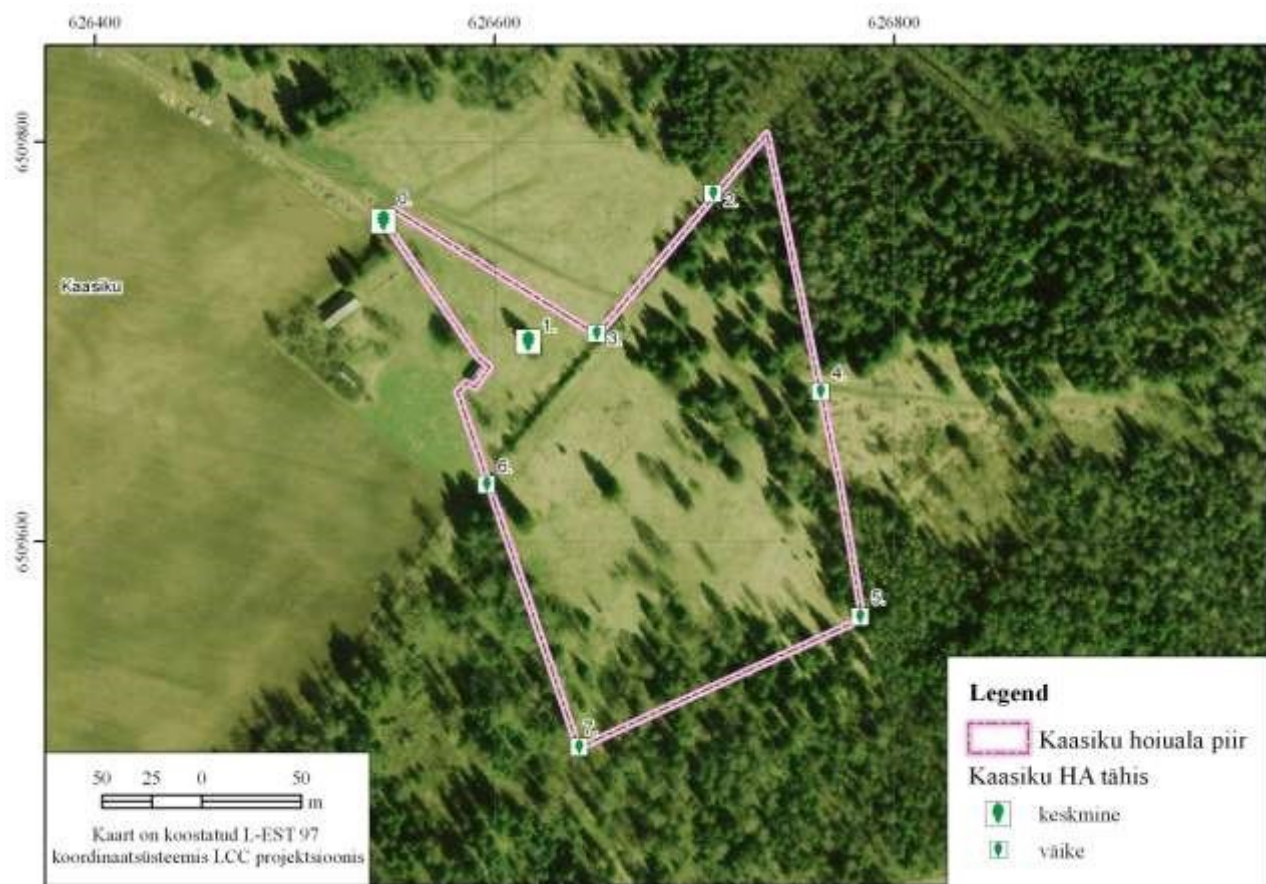 626400
626600
626800
6509800
6509600
Kaasiku
2.
1.
3.
4.
6.
5.
7.
50 25 0 50
m
Kaart on koostatud L-EST 97
koordinaatsüsteemis LCC projektsioonis
Legend
Kaasiku hoiuala piir
Kaasiku HA tähis
keskmine
väike